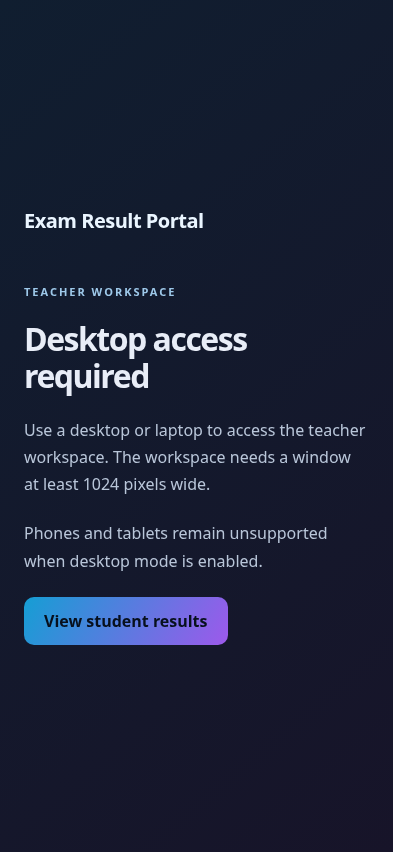 Exam Result Portal
TEACHER WORKSPACE
Desktop access
required
Use a desktop or laptop to access the teacher
workspace. The workspace needs a window
at least 1024 pixels wide.
Phones and tablets remain unsupported
when desktop mode is enabled.
View student results